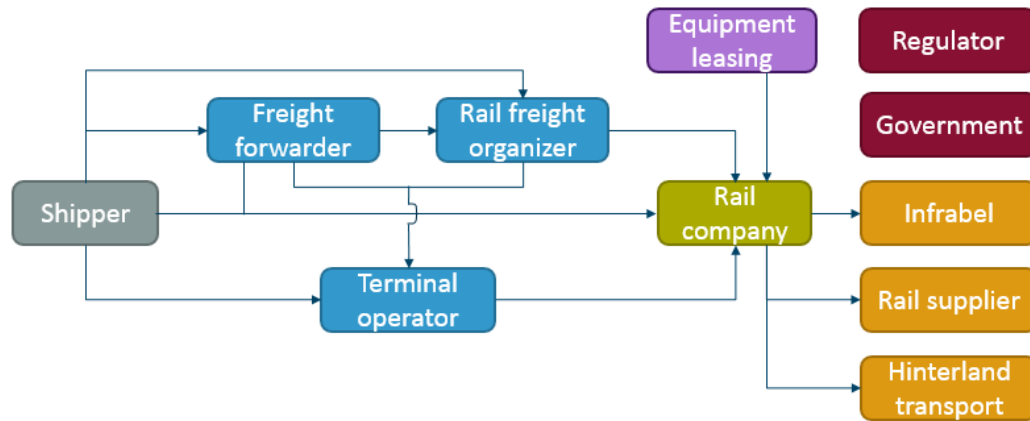 Equipment
leasing
Regulator
Freight
forwarder
Rail freight
organizer
Government
Shipper
Rail
company
Infrabel
Terminal
operator
Rail supplier
Hinterland
transport